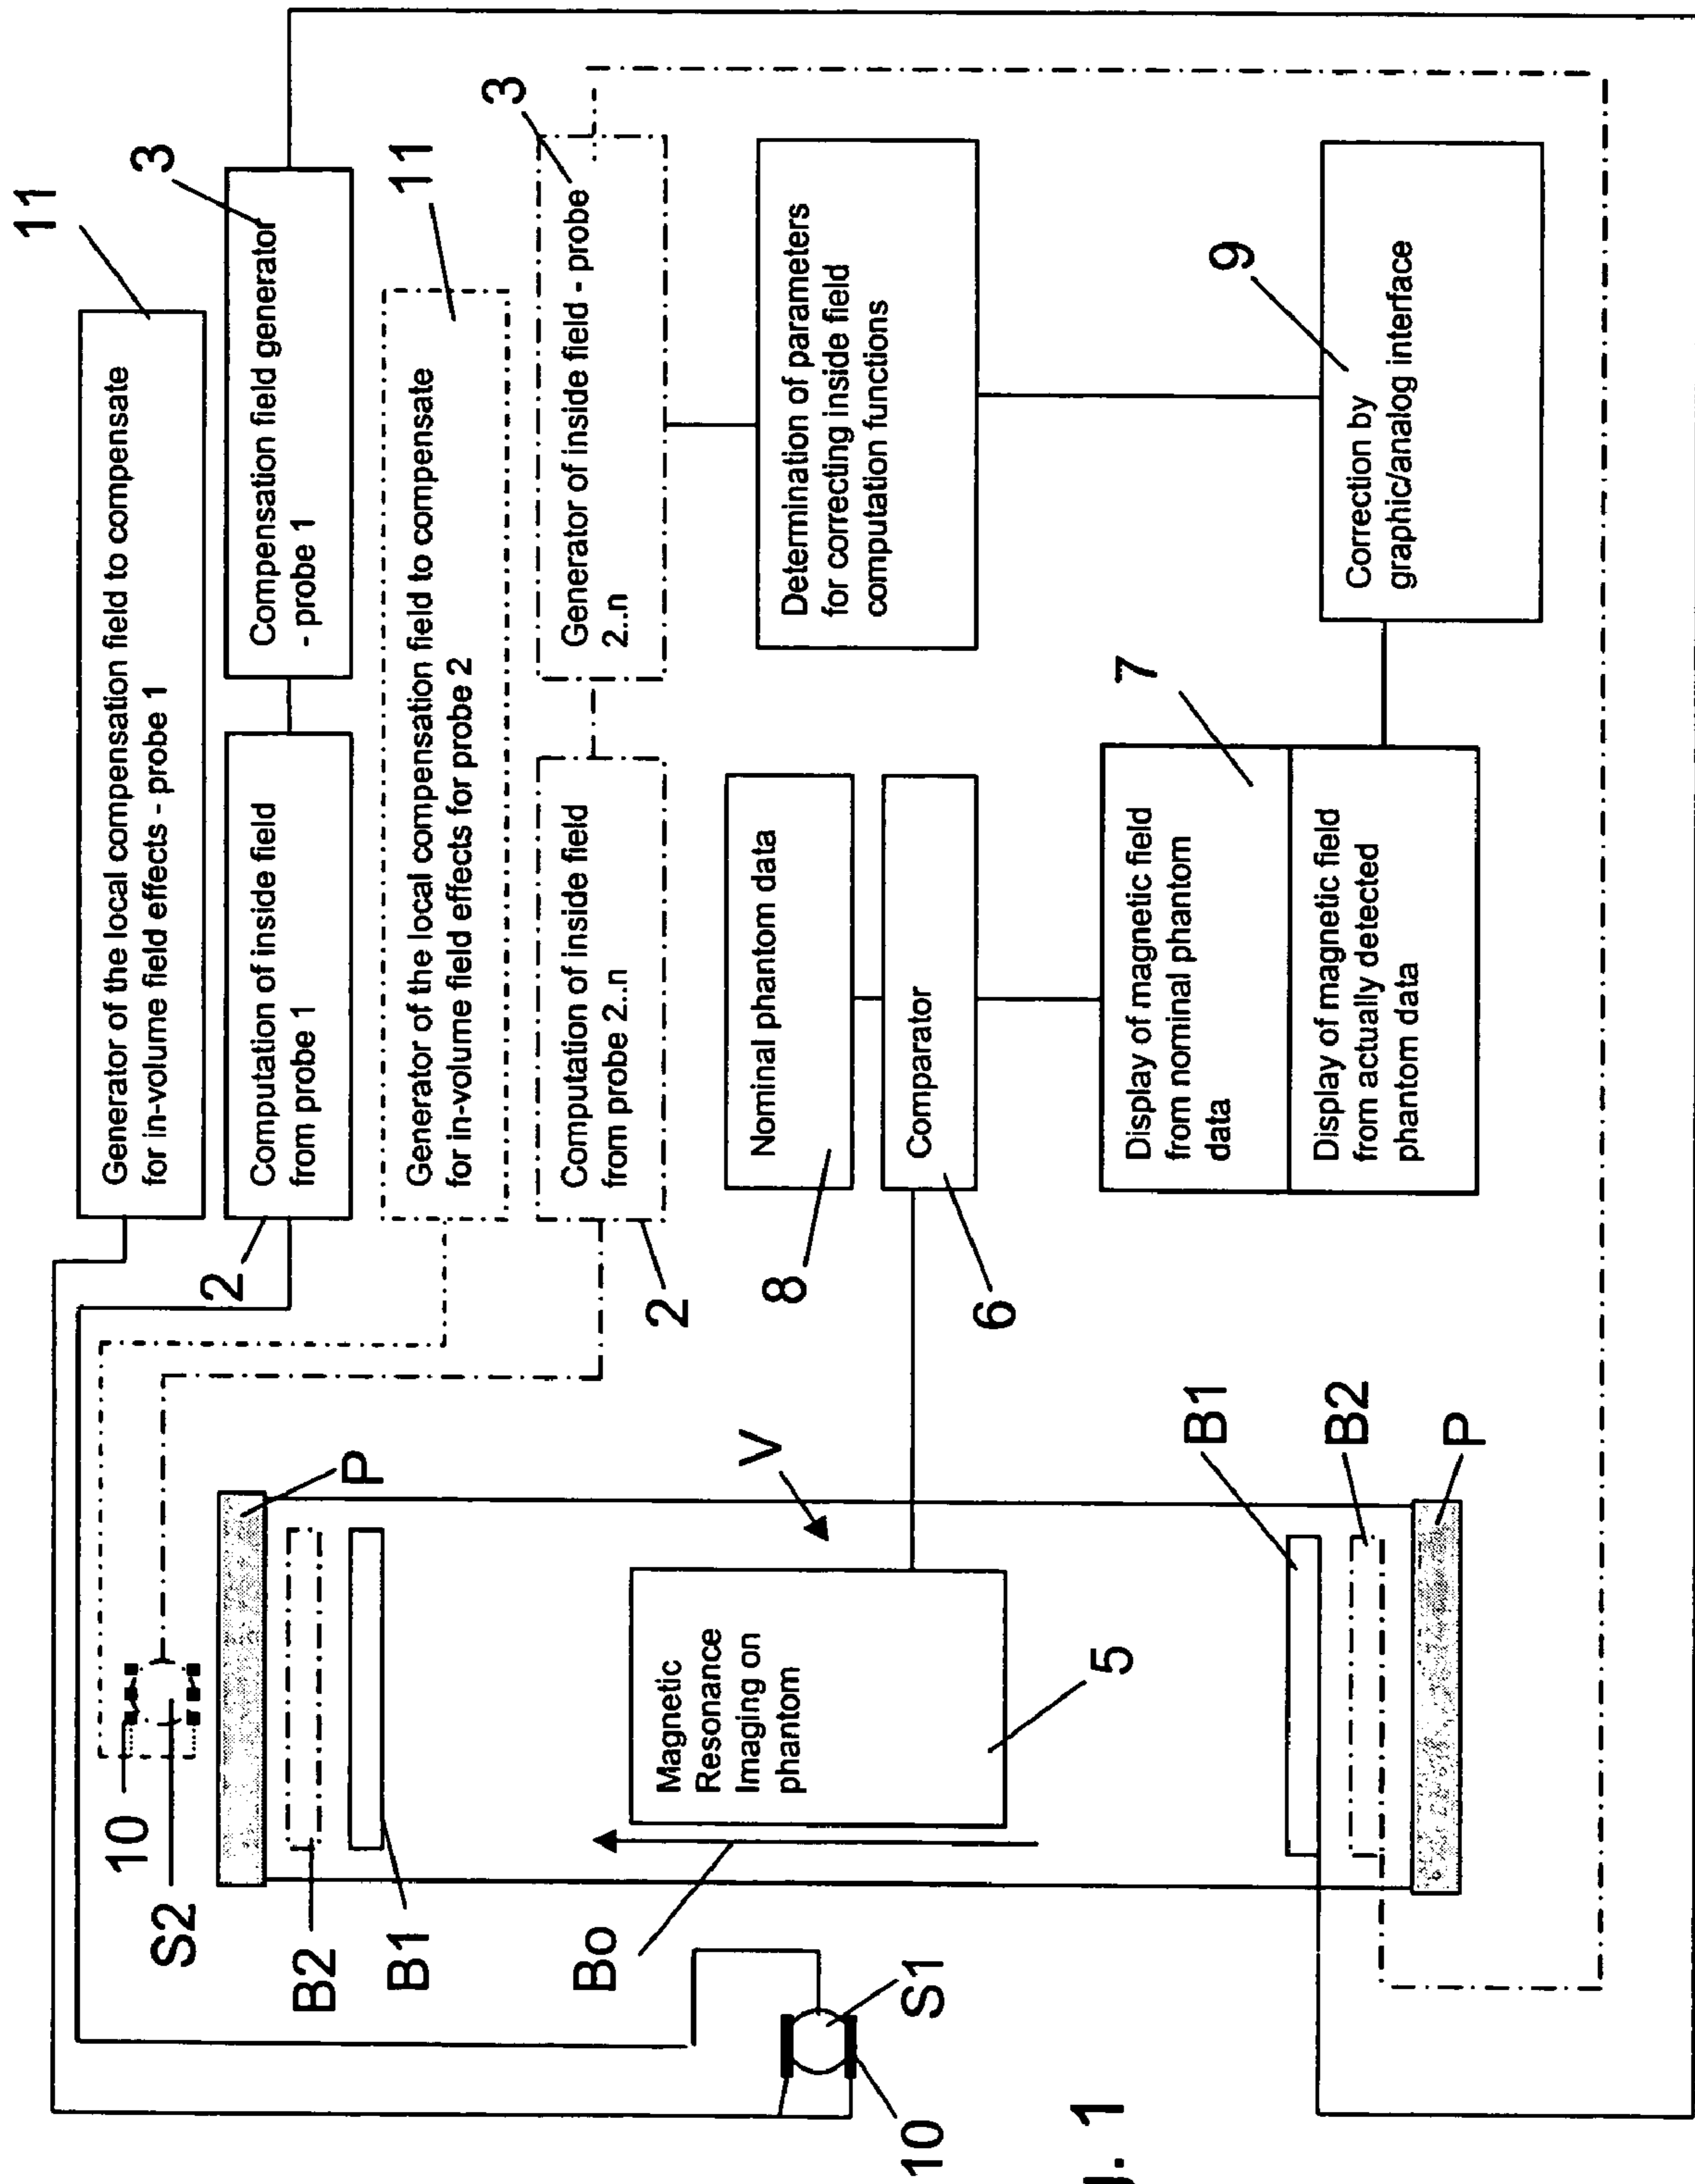 11
Generator of the local compensation field to compensate
for in-volume field effects - probe 1
3
Compensation field generator
- probe 1
2
Computation of inside field
from probe 1
11
Generator of the local compensation field to compensate
for in-volume field effects for probe 2
3
Generator of inside field - probe
2..n
Computation of inside field
from probe 2..n
2
10
S2
P
B2
B1
Bo
V
Magnetic
Resonance
Imaging on
phantom
5
S1
10
8
Nominal phantom data
Comparator
6
Determination of parameters
for correcting inside field
computation functions
7
Display of magnetic field
from nominal phantom
data
Display of magnetic field
from actually detected
phantom data
9
Correction by
graphic/analog interface
B1
B2
P
g. 1